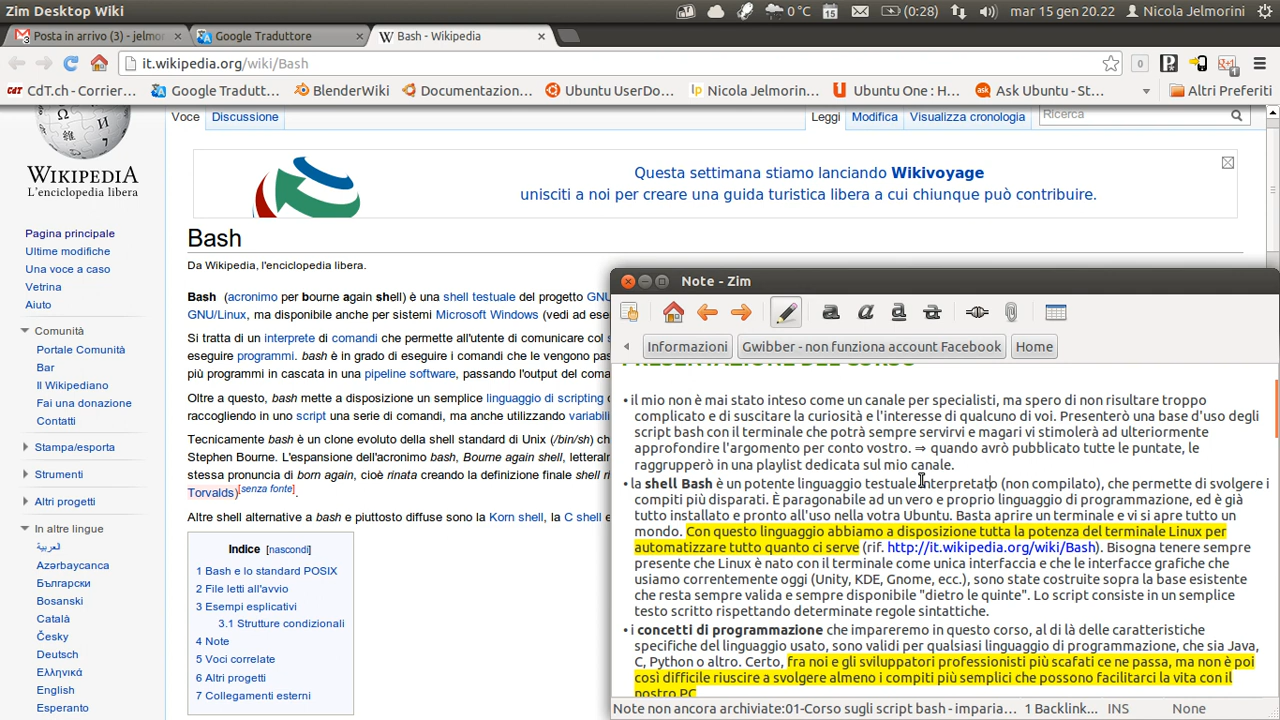 Zim Desktop Wiki
0 °C
15
(0:28)
mar 15 gen 20.22
Nicola Jelmorini
Posta in arrivo (3) - jelmor
Google Traduttore
Bash - Wikipedia
it.wikipedia.org/wiki/Bash
CdT.ch - Corrier...
Google Tradutt...
BlenderWiki
Documentazion...
Ubuntu UserDo...
Nicola Jelmorin...
Ubuntu One : H...
Ask Ubuntu - St...
Altri Preferiti
Voce
Discussione
Leggi
Modifica
Visualizza cronologia
Ricerca
WIKIPEDIA
L'enciclopedia libera
Questa settimana stiamo lanciando Wikivoyage
unisciti a noi per creare una guida turistica libera a cui chiunque può contribuire.
Pagina principale
Ultime modifiche
Una voce a caso
Vetrina
Aiuto
Comunità
Portale Comunità
Bar
Il Wikipediano
Fai una donazione
Contatti
Stampa/esporta
Strumenti
Altri progetti
In altre lingue
العربية
Azərbaycanca
Български
Bosanski
Català
Česky
Deutsch
Ελληνικά
English
Esperanto
Bash
Da Wikipedia, l'enciclopedia libera.
Bash (acronimo per bourne again shell) è una shell testuale del progetto GNU
GNU/Linux, ma disponibile anche per sistemi Microsoft Windows (vedi ad ese
Si tratta di un interprete di comandi che permette all'utente di comunicare col s
eseguire programmi. bash è in grado di eseguire i comandi che le vengono pas
più programmi in cascata in una pipeline software, passando l'output del coma
Oltre a questo, bash mette a disposizione un semplice linguaggio di scripting
raccogliendo in uno script una serie di comandi, ma anche utilizzando variabili
Tecnicamente bash è un clone evoluto della shell standard di Unix (/bin/sh) ch
Stephen Bourne. L'espansione dell'acronimo bash, Bourne again shell, letteralm
stessa pronuncia di born again, cioè rinata creando la definizione finale shell ri
Torvalds)[senza fonte].
Altre shell alternative a bash e piuttosto diffuse sono la Korn shell, la C shell e
Indice [nascondi]
1 Bash e lo standard POSIX
2 File letti all'avvio
3 Esempi esplicativi
3.1 Strutture condizionali
4 Note
5 Voci correlate
6 Altri progetti
7 Collegamenti esterni
Note - Zim
Informazioni
Gwibber - non funziona account Facebook
Home
PRESENTAZIONE DEL CORSO
• il mio non è mai stato inteso come un canale per specialisti, ma spero di non risultare troppo
complicato e di suscitare la curiosità e l'interesse di qualcuno di voi. Presenterò una base d'uso degli
script bash con il terminale che potrà sempre servirvi e magari vi stimolerà ad ulteriormente
approfondire l'argomento per conto vostro. ⇒ quando avrò pubblicato tutte le puntate, le
raggrupperò in una playlist dedicata sul mio canale.
• la shell Bash è un potente linguaggio testuale interpretato (non compilato), che permette di svolgere i
compiti più disparati. È paragonabile ad un vero e proprio linguaggio di programmazione, ed è già
tutto installato e pronto all'uso nella votra Ubuntu. Basta aprire un terminale e vi si apre tutto un
mondo. Con questo linguaggio abbiamo a disposizione tutta la potenza del terminale Linux per
automatizzare tutto quanto ci serve (rif. http://it.wikipedia.org/wiki/Bash). Bisogna tenere sempre
presente che Linux è nato con il terminale come unica interfaccia e che le interfacce grafiche che
usiamo correntemente oggi (Unity, KDE, Gnome, ecc.), sono state costruite sopra la base esistente
che resta sempre valida e sempre disponibile "dietro le quinte". Lo script consiste in un semplice
testo scritto rispettando determinate regole sintattiche.
• i concetti di programmazione che impareremo in questo corso, al di là delle caratteristiche
specifiche del linguaggio usato, sono validi per qualsiasi linguaggio di programmazione, che sia Java,
C, Python o altro. Certo, fra noi e gli sviluppatori professionisti più scafati ce ne passa, ma non è poi
così difficile riuscire a svolgere almeno i compiti più semplici che possono facilitarci la vita con il
nostro PC
Note non ancora archiviate:01-Corso sugli script bash - impari­a...
1 Backlink...
INS
None